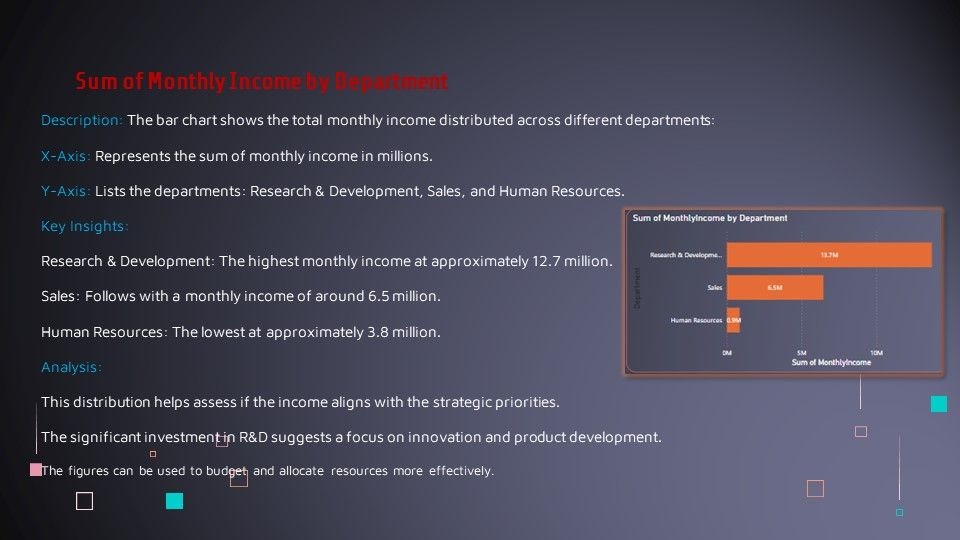 Sum of Monthly Income by Department
Description: The bar chart shows the total monthly income distributed across different departments:
X-Axis: Represents the sum of monthly income in millions.
Y-Axis: Lists the departments: Research & Development, Sales, and Human Resources.
Key Insights:
Research & Development: The highest monthly income at approximately 12.7 million.
Sales: Follows with a monthly income of around 6.5 million.
Human Resources: The lowest at approximately 3.8 million.
Analysis:
This distribution helps assess if the income aligns with the strategic priorities.
The significant investment in R&D suggests a focus on innovation and product development.
The figures can be used to budget and allocate resources more effectively.
Sum of MonthlyIncome by Department
Department
Research & Developme... 13.7M
Sales 6.5M
Human Resources 0.9M
0M 5M 10M
Sum of MonthlyIncome